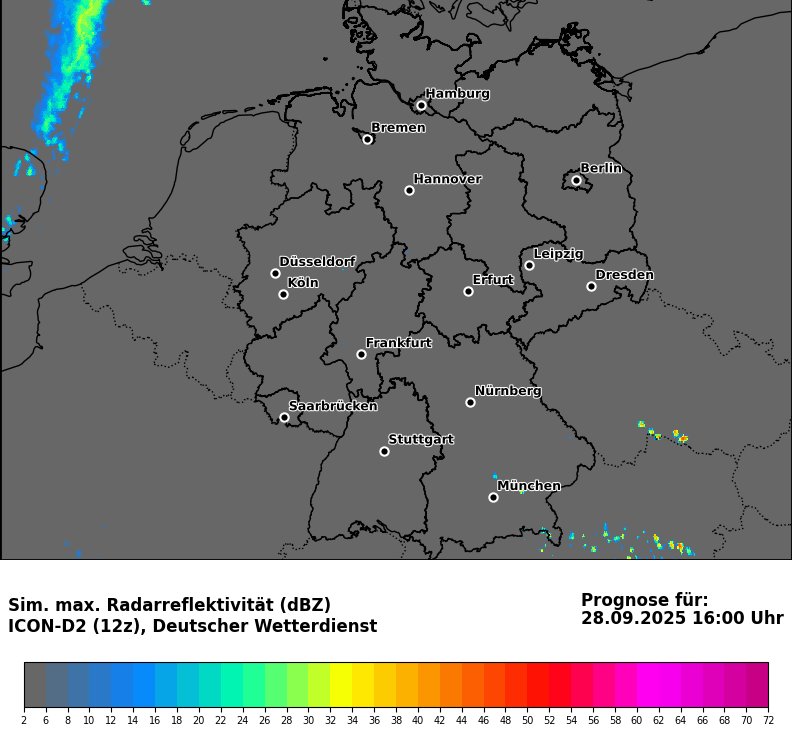 Hamburg
Bremen
Berlin
Hannover
Leipzig
Düsseldorf
Dresden
Erfurt
Köln
Frankfurt
Nürnberg
Saarbrücken
Stuttgart
München
Sim. max. Radarreflektivität (dBZ)
ICON-D2 (12z), Deutscher Wetterdienst
Prognose für:
28.09.2025 16:00 Uhr
2 6 8 10 12 14 16 18 20 22 24 26 28 30 32 34 36 38 40 42 44 46 48 50 52 54 56 58 60 62 64 66 68 70 72